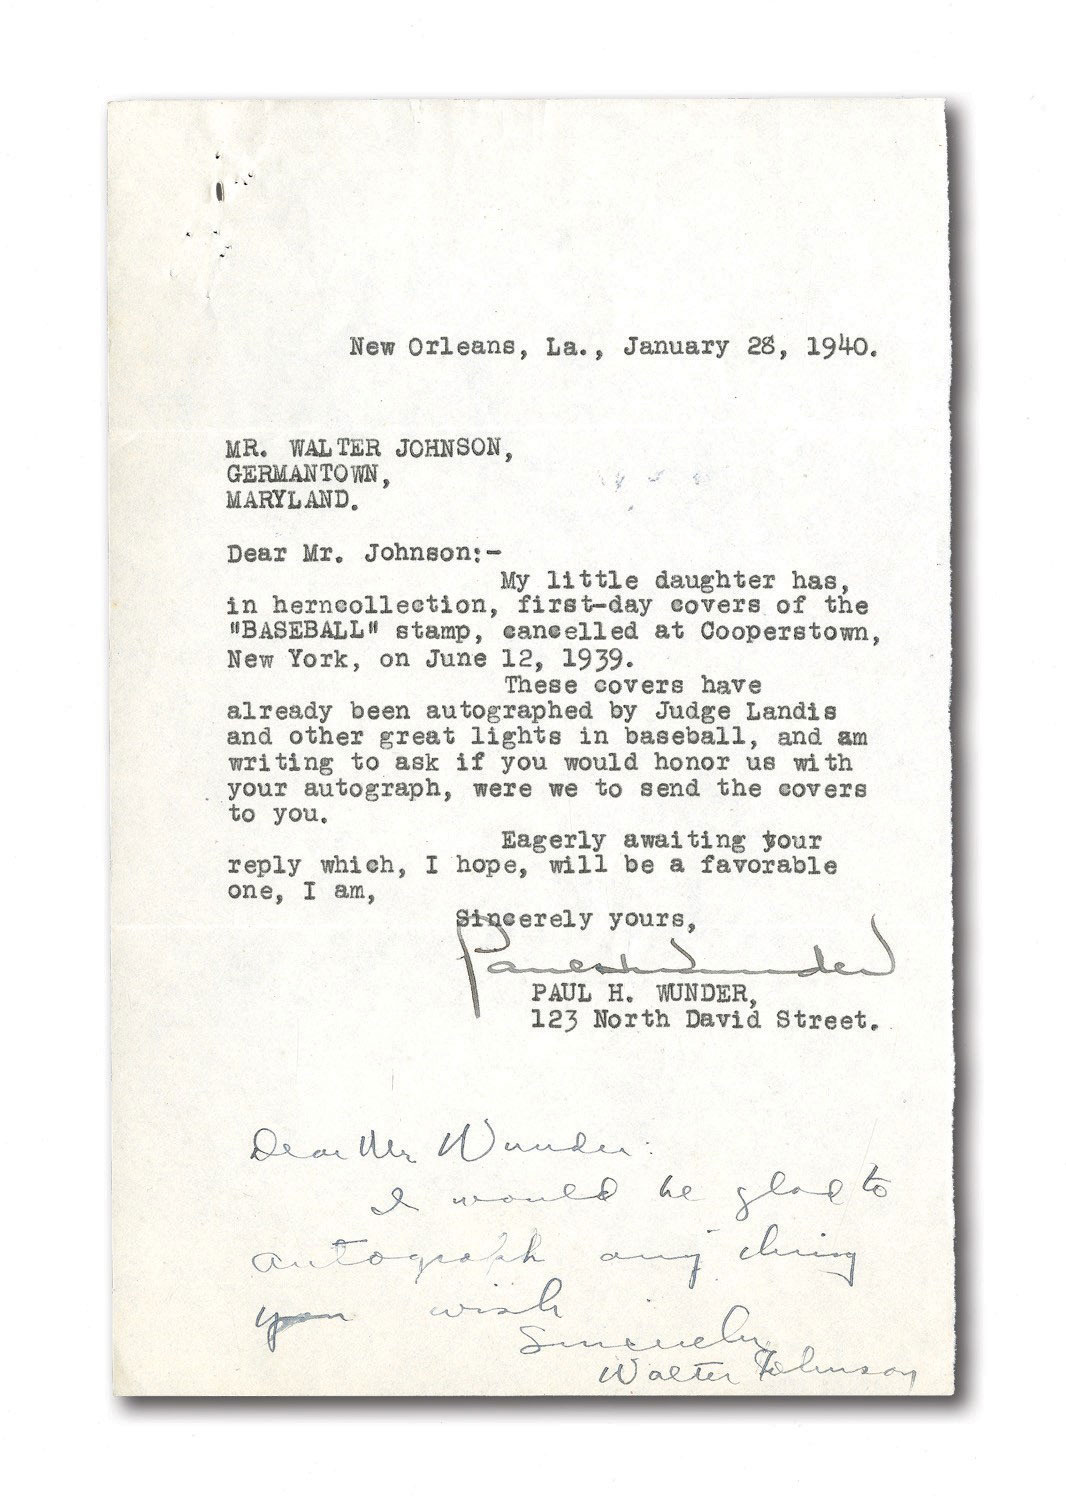 New Orleans, La., January 28, 1940.
MR. WALTER JOHNSON,
GERMANTOWN,
MARYLAND.
Dear Mr. Johnson:-
My little daughter has,
in herncollection, first-day covers of the
"BASEBALL" stamp, cancelled at Cooperstown,
New York, on June 12, 1939.
These covers have
already been autographed by Judge Landis
and other great lights in baseball, and am
writing to ask if you would honor us with
your autograph, were we to send the covers
to you.
Eagerly awaiting your
reply which, I hope, will be a favorable
one, I am,
Sincerely yours,
Paul H. Wunder
PAUL H. WUNDER,
123 North David Street.
Dear Mr Wunder:
I would be glad to
autograph any thing
you wish.
Sincerely
Walter Johnson